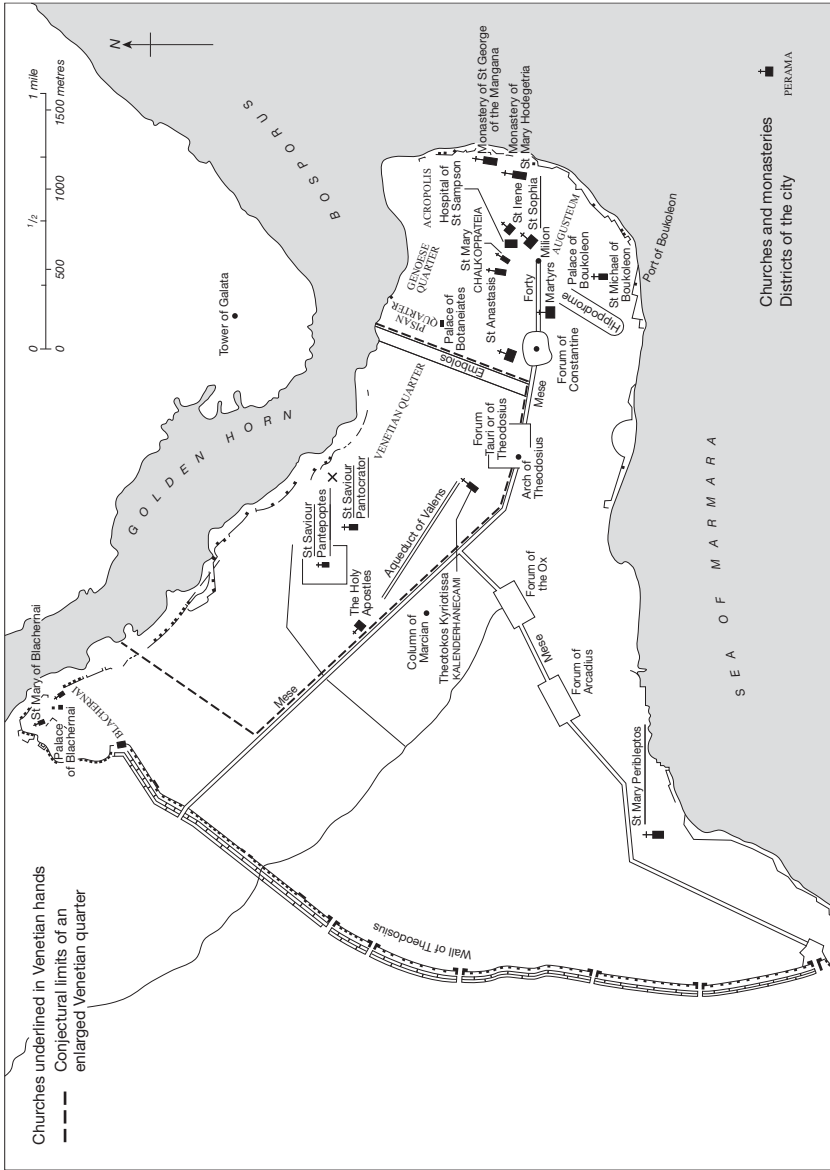 Churches underlined in Venetian hands
Conjectural limits of an
enlarged Venetian quarter
0
1/2
1 mile
0
500
1000
1500 metres
N
BOSPORUS
GOLDEN HORN
Tower of Galata
St Mary of Blachernai
Palace
of Blachernai
BLACHERNAI
St Saviour
Pantepoptes
St Saviour
Pantocrator
VENETIAN QUARTER
PISAN
QUARTER
GENOESE
QUARTER
ACROPOLIS
Hospital of
St Sampson
Monastery of St George
of the Mangana
Monastery of
St Mary Hodegetria
St Irene
St Sophia
St Mary
CHALKOPRATEIA
Palace of
Botaneiates
St Anastasis
Embolos
Milion
AUGUSTEUM
Forty
Martyrs
Palace of
Boukoleon
St Michael of
Boukoleon
Hippodrome
Port of Boukoleon
Forum of
Constantine
Mese
Forum
Tauri or of
Theodosius
Arch of
Theodosius
Aqueduct of Valens
The Holy
Apostles
Mese
Column of
Marcian
Theotokos Kyriotissa
KALENDERHANECAMI
Forum of
the Ox
Mese
Forum of
Arcadius
St Mary Peribleptos
Wall of Theodosius
SEA OF MARMARA
Churches and monasteries
Districts of the city
PERAMA